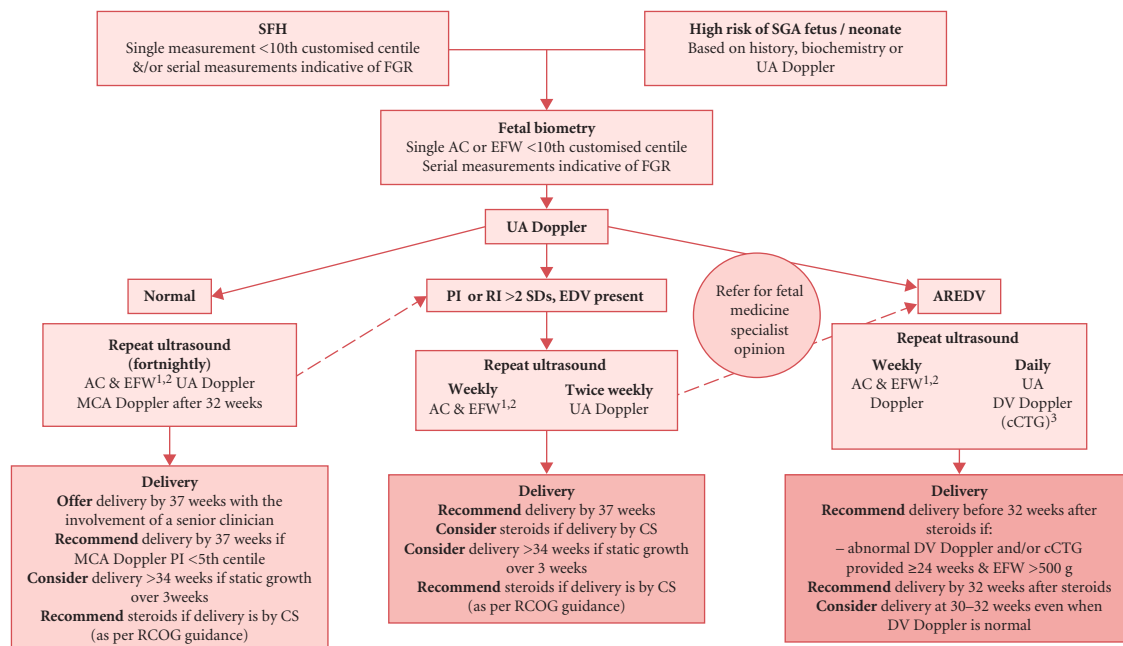 SFH
Single measurement <10th customised centile
&/or serial measurements indicative of FGR
High risk of SGA fetus / neonate
Based on history, biochemistry or
UA Doppler
Fetal biometry
Single AC or EFW <10th customised centile
Serial measurements indicative of FGR
UA Doppler
Normal
PI or RI >2 SDs, EDV present
Refer for fetal
medicine
specialist
opinion
AREDV
Repeat ultrasound
(fortnightly)
AC & EFW¹,² UA Doppler
MCA Doppler after 32 weeks
Repeat ultrasound
Weekly
AC & EFW¹,²
Twice weekly
UA Doppler
Repeat ultrasound
Weekly
AC & EFW¹,²
Doppler
Daily
UA
DV Doppler
(cCTG)³
Delivery
Offer delivery by 37 weeks with the
involvement of a senior clinician
Recommend delivery by 37 weeks if
MCA Doppler PI <5th centile
Consider delivery >34 weeks if static growth
over 3weeks
Recommend steroids if delivery is by CS
(as per RCOG guidance)
Delivery
Recommend delivery by 37 weeks
Consider steroids if delivery by CS
Consider delivery >34 weeks if static growth
over 3 weeks
Recommend steroids if delivery is by CS
(as per RCOG guidance)
Delivery
Recommend delivery before 32 weeks after
steroids if:
– abnormal DV Doppler and/or cCTG
provided ≥24 weeks & EFW >500 g
Recommend delivery by 32 weeks after steroids
Consider delivery at 30–32 weeks even when
DV Doppler is normal